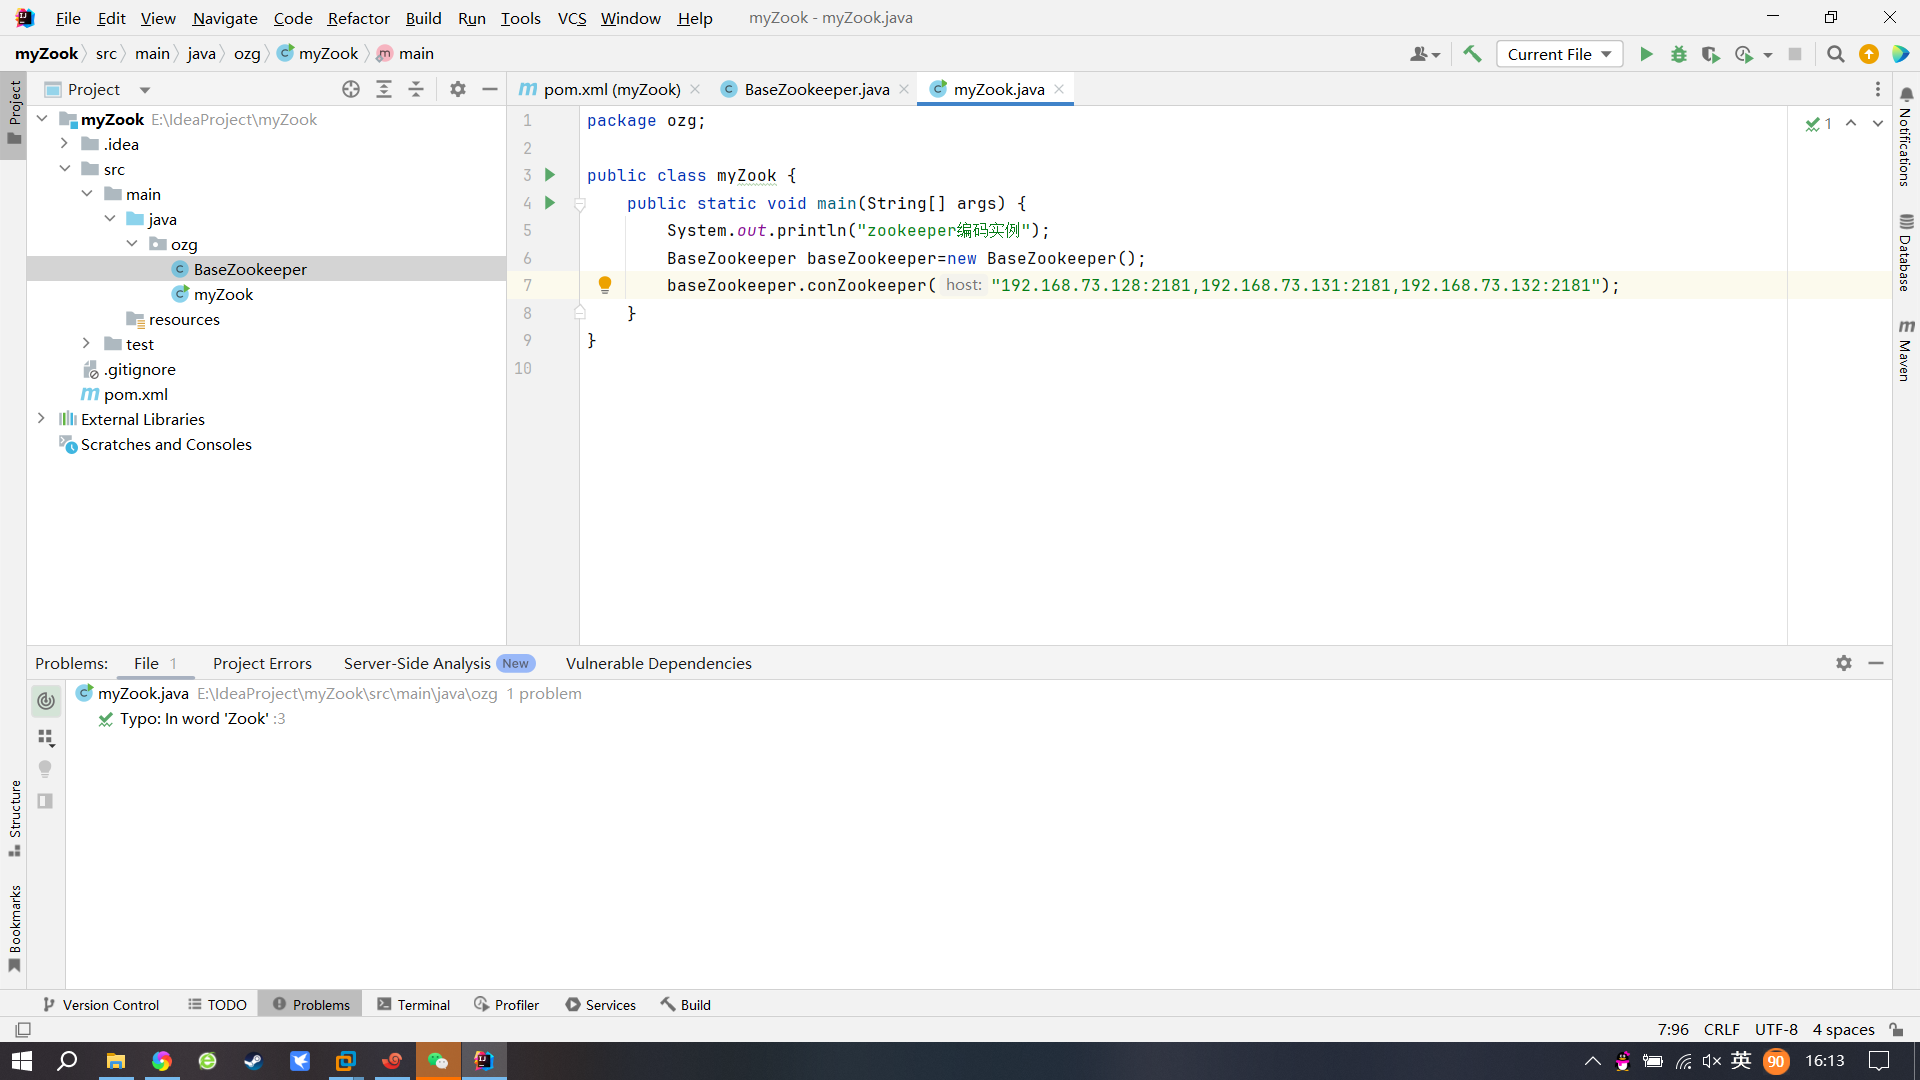 File Edit View Navigate Code Refactor Build Run Tools VCS Window Help myZook - myZook.java
myZook src main java ozg myZook main Current File
Project
Project
pom.xml (myZook) BaseZookeeper.java myZook.java
myZook E:\IdeaProject\myZook
.idea
src
main
java
ozg
BaseZookeeper
myZook
resources
test
.gitignore
pom.xml
External Libraries
Scratches and Consoles
1 package ozg;
2
3 public class myZook {
4 public static void main(String[] args) {
5 System.out.println("zookeeper编码实例");
6 BaseZookeeper baseZookeeper=new BaseZookeeper();
7 baseZookeeper.conZookeeper( host: "192.168.73.128:2181,192.168.73.131:2181,192.168.73.132:2181");
8 }
9 }
10
1
Notifications
Database
Maven
Problems: File 1 Project Errors Server-Side Analysis New Vulnerable Dependencies
myZook.java E:\IdeaProject\myZook\src\main\java\ozg 1 problem
Typo: In word 'Zook' :3
Structure
Bookmarks
Version Control TODO Problems Terminal Profiler Services Build
7:96 CRLF UTF-8 4 spaces
英 90 16:13